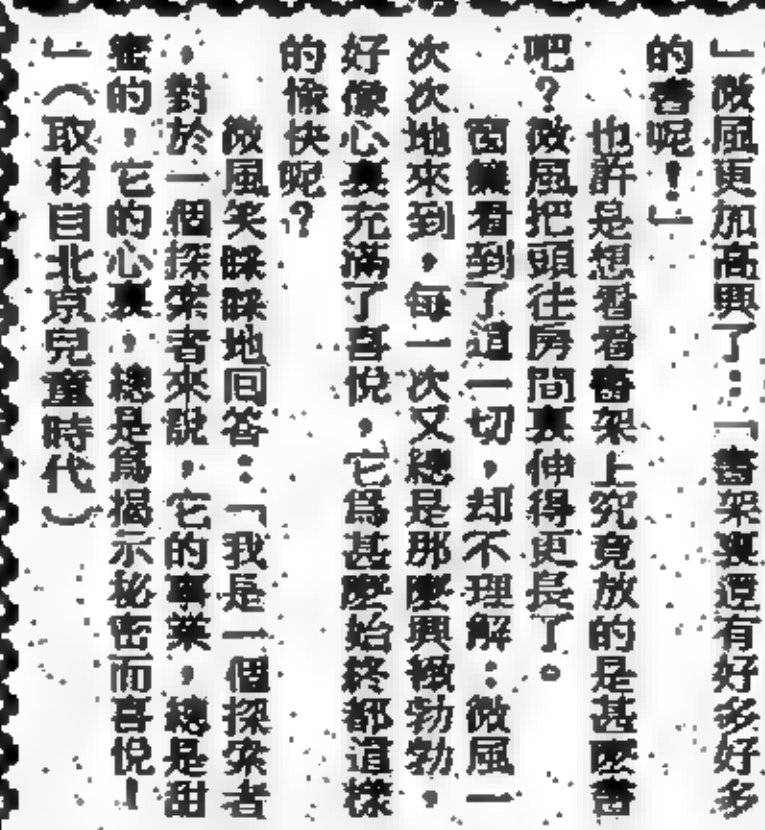 」微風更加高興了：「書架裏還有好多好多
的書呢！」
也許是想看看書架上究竟放的是甚麼書
吧？微風把頭往房間裏伸得更長了。
窗簾看到了這一切，却不理解：微風一
次次地來到，每一次又總是那麼興緻勃勃，
好像心裏充滿了喜悅，它爲甚麼始終都這樣
的愉快呢？
微風笑眯眯地回答：「我是一個探索者
，對於一個探索者來說，它的事業，總是甜
蜜的，它的心裏，總是爲揭示秘密而喜悅！
」（取材自北京兒童時代）